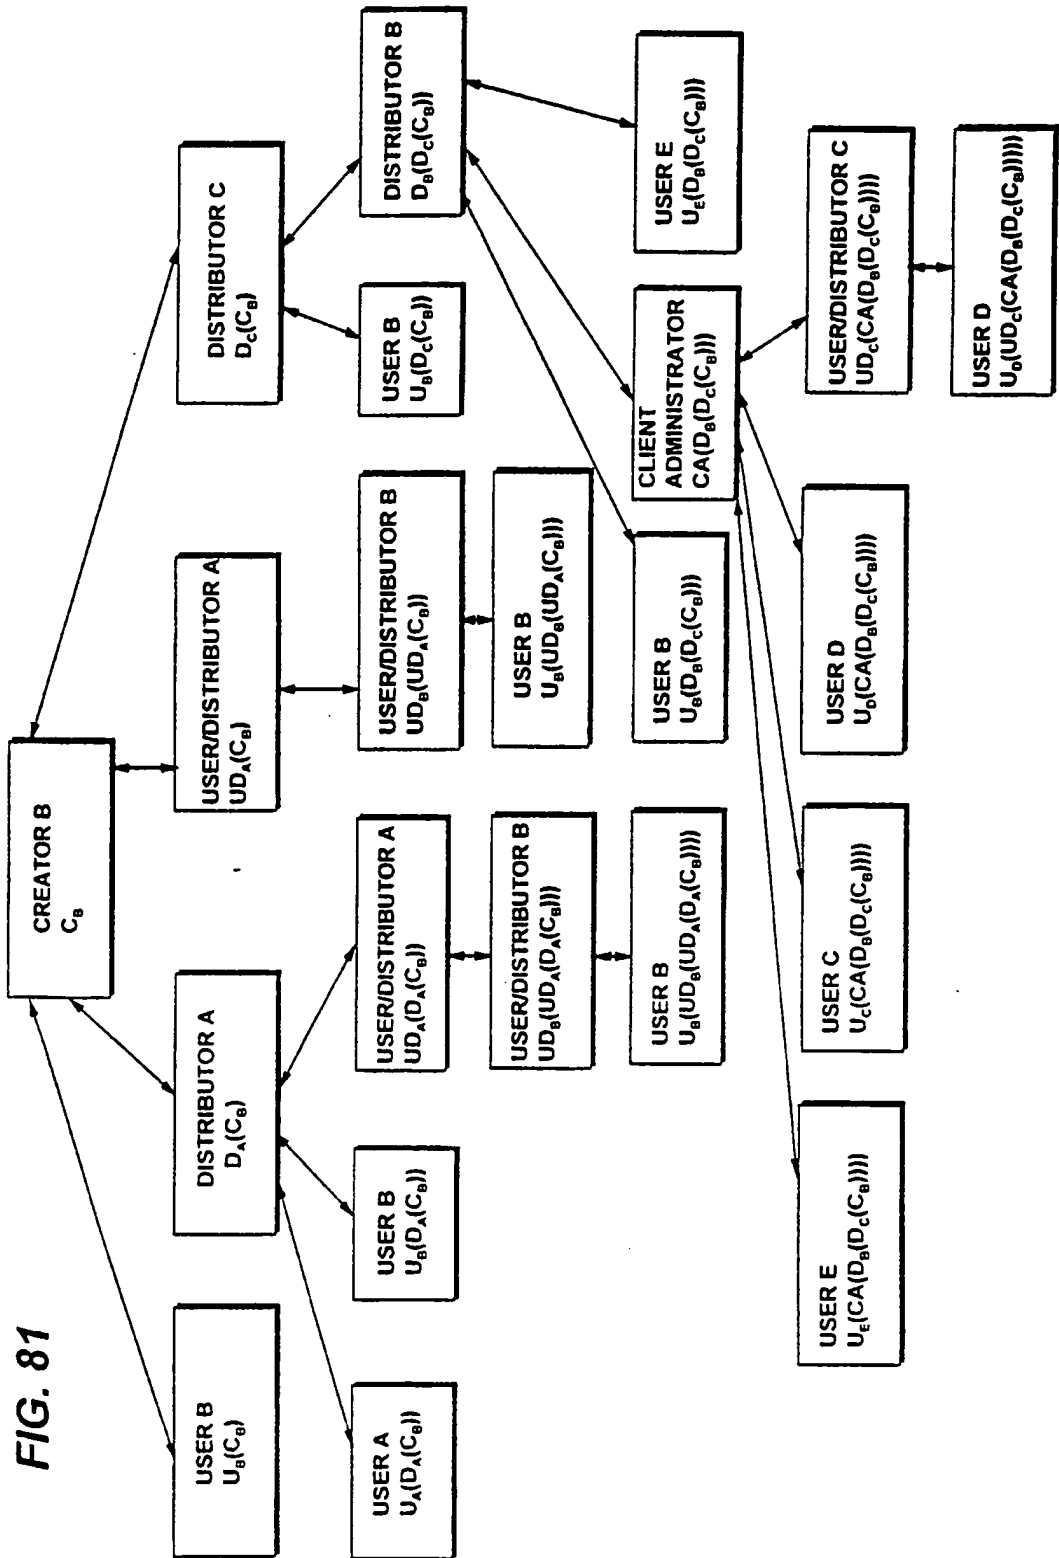 FIG. 81
CREATOR B
C_B
USER B
U_B(C_B)
DISTRIBUTOR A
D_A(C_B)
USER/DISTRIBUTOR A
UD_A(C_B)
DISTRIBUTOR C
D_C(C_B)
USER A
U_A(D_A(C_B))
USER B
U_B(D_A(C_B))
USER/DISTRIBUTOR A
UD_A(D_A(C_B))
USER/DISTRIBUTOR B
UD_B(UD_A(C_B))
USER B
U_B(D_C(C_B))
DISTRIBUTOR B
D_B(D_C(C_B))
USER/DISTRIBUTOR B
UD_B(UD_A(D_A(C_B)))
USER B
U_B(UD_B(UD_A(C_B)))
USER B
U_B(UD_B(UD_A(D_A(C_B))))
USER B
U_B(D_B(D_C(C_B)))
CLIENT
ADMINISTRATOR
CA(D_B(D_C(C_B)))
USER E
U_E(D_B(D_C(C_B)))
USER E
U_E(CA(D_B(D_C(C_B))))
USER C
U_C(CA(D_B(D_C(C_B))))
USER D
U_D(CA(D_B(D_C(C_B))))
USER/DISTRIBUTOR C
UD_C(CA(D_B(D_C(C_B))))
USER D
U_D(UD_C(CA(D_B(D_C(C_B)))))